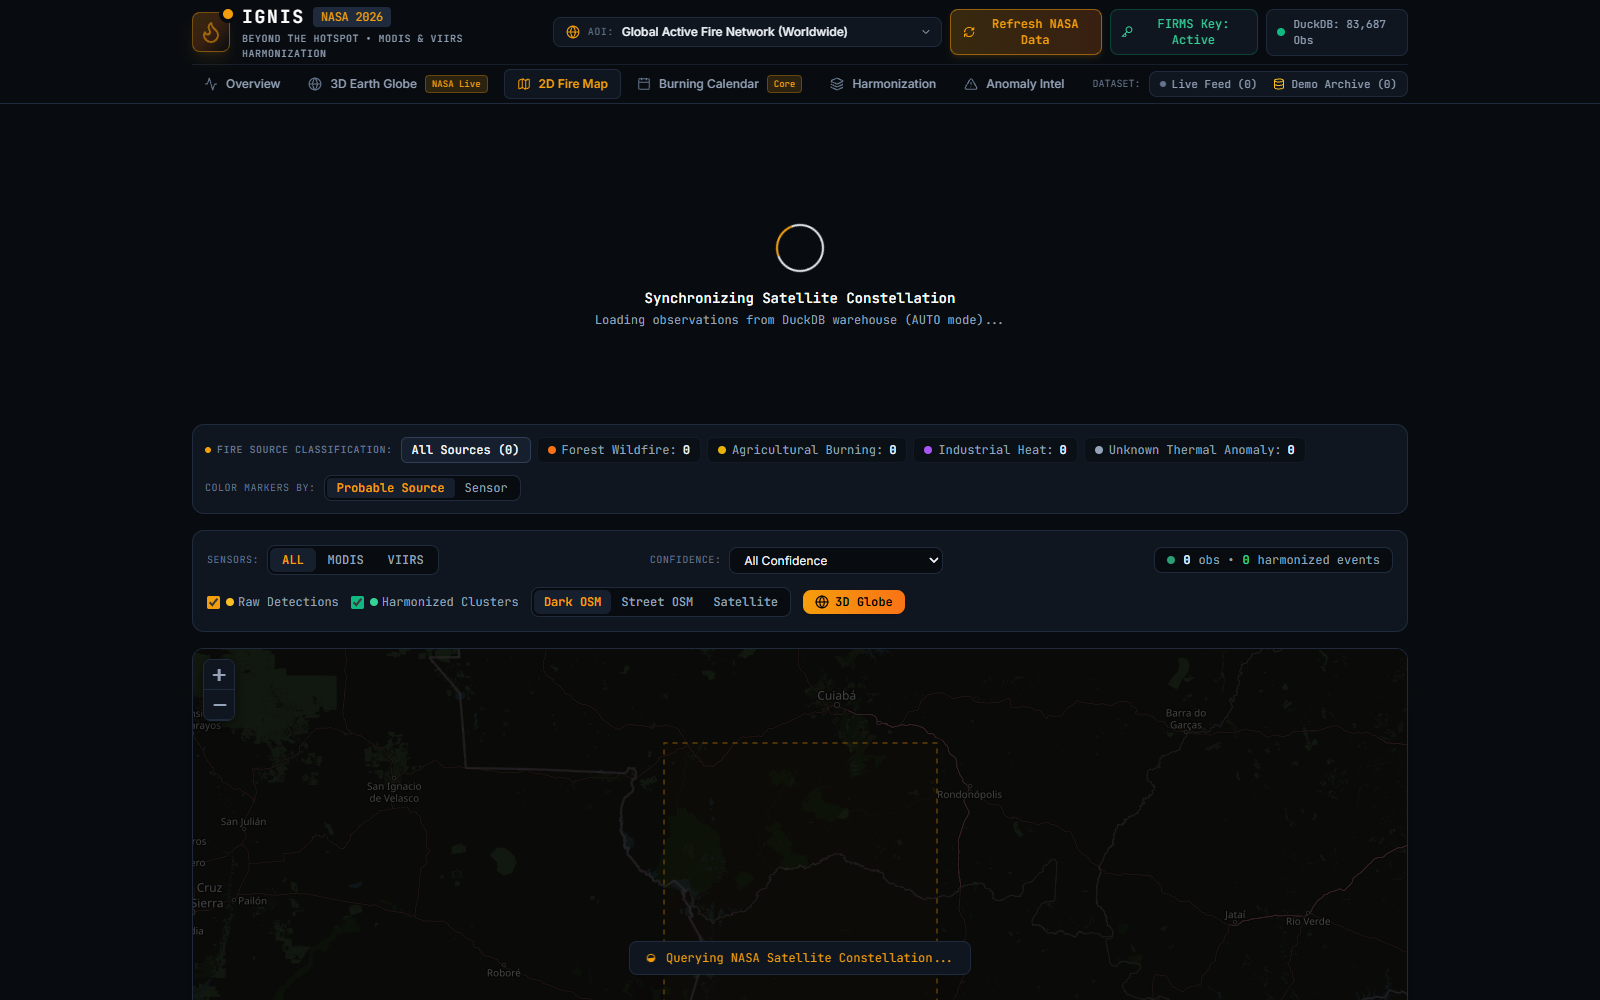 IGNIS NASA 2026
BEYOND THE HOTSPOT • MODIS & VIIRS
HARMONIZATION
AOI: Global Active Fire Network (Worldwide)
Refresh NASA
Data
FIRMS Key:
Active
DuckDB: 83,687
Obs
Overview
3D Earth Globe NASA Live
2D Fire Map
Burning Calendar Core
Harmonization
Anomaly Intel
DATASET: Live Feed (0) Demo Archive (0)
Synchronizing Satellite Constellation
Loading observations from DuckDB warehouse (AUTO mode)...
FIRE SOURCE CLASSIFICATION: All Sources (0) Forest Wildfire: 0 Agricultural Burning: 0 Industrial Heat: 0 Unknown Thermal Anomaly: 0
COLOR MARKERS BY: Probable Source Sensor
SENSORS: ALL MODIS VIIRS
CONFIDENCE: All Confidence
0 obs • 0 harmonized events
Raw Detections Harmonized Clusters Dark OSM Street OSM Satellite 3D Globe
+
−
Cuiabá
Barra do
Garças
San Ignacio
de Velasco
Rondonópolis
San Julián
Cruz
Sierra
Pailón
Jataí
Rio Verde
Roboré
Querying NASA Satellite Constellation...